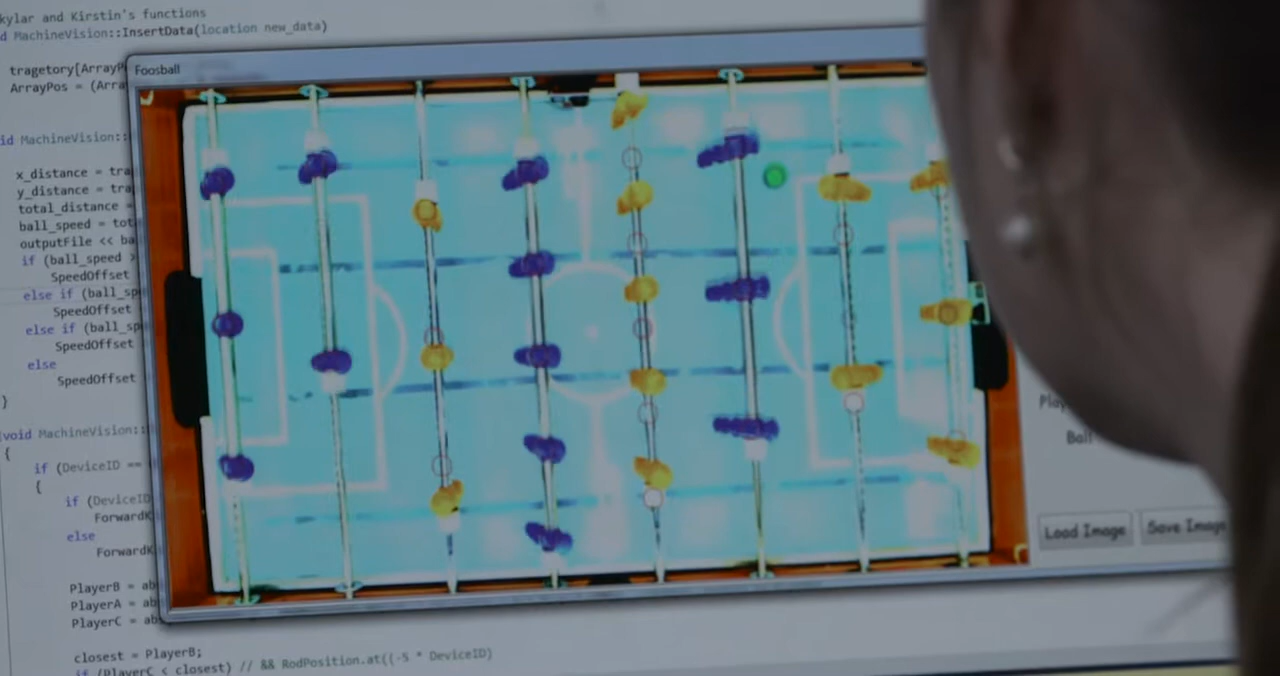 kylar and Kirstin's functions
d MachineVision::InsertData(location new_data)
Foosball
tragetory[ArrayP
ArrayPos = (Arra
id MachineVision::
x_distance = tra
y_distance = tra
total_distance =
ball_speed = tot
outputFile << ba
if (ball_speed >
SpeedOffset
else if (ball_sp
SpeedOffset
else if (ball_sp
SpeedOffset
else
SpeedOffset
}
void MachineVision::
{
if (DeviceID ==
{
if (DeviceID
ForwardK
else
ForwardK
PlayerB = ab
PlayerA = ab
PlayerC = ab
closest = PlayerB;
if (PlayerC < closest) // && RodPosition.at((-5 * DeviceID)
Play
Ball
Load Image
Save Image